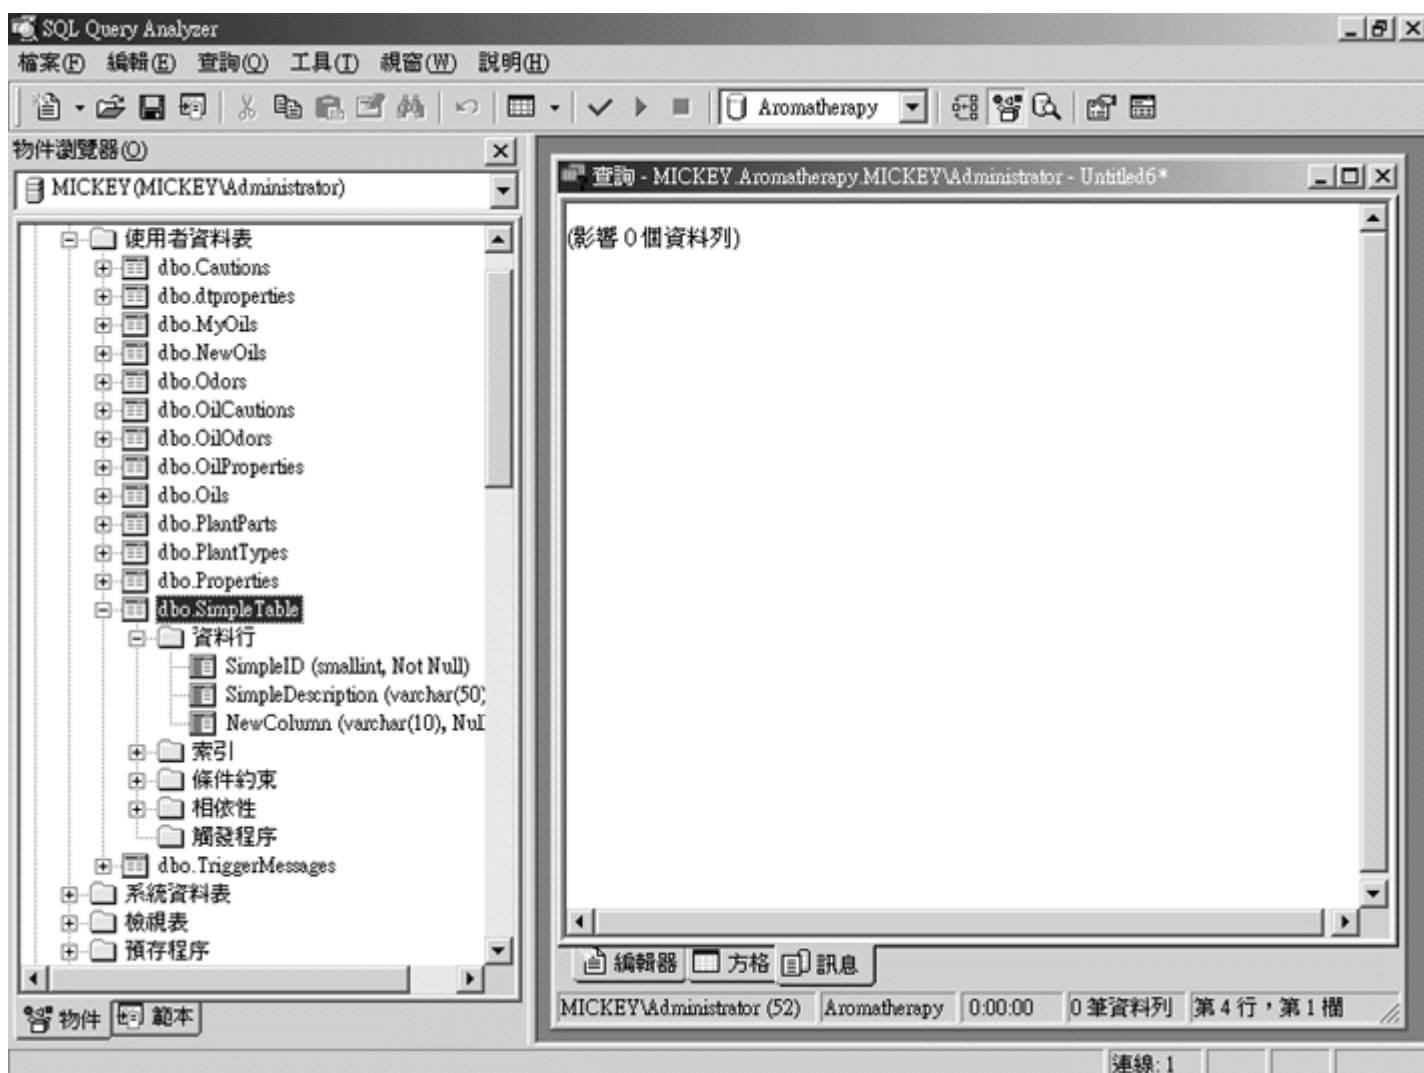 SQL Query Analyzer
檔案(F) 編輯(E) 查詢(Q) 工具(T) 視窗(W) 說明(H)
Aromatherapy
物件瀏覽器(O)
MICKEY(MICKEY\Administrator)
使用者資料表
dbo.Cautions
dbo.dtproperties
dbo.MyOils
dbo.NewOils
dbo.Odors
dbo.OilCautions
dbo.OilOdors
dbo.OilProperties
dbo.Oils
dbo.PlantParts
dbo.PlantTypes
dbo.Properties
dbo.SimpleTable
資料行
SimpleID (smallint, Not Null)
SimpleDescription (varchar(50)
NewColumn (varchar(10), Null
索引
條件約束
相依性
觸發程序
dbo.TriggerMessages
系統資料表
檢視表
預存程序
物件 範本
查詢 - MICKEY.Aromatherapy.MICKEY\Administrator - Untitled6*
(影響 0 個資料列)
編輯器 方格 訊息
MICKEY\Administrator (52) Aromatherapy 0:00:00 0 筆資料列 第 4 行，第 1 欄
連線: 1